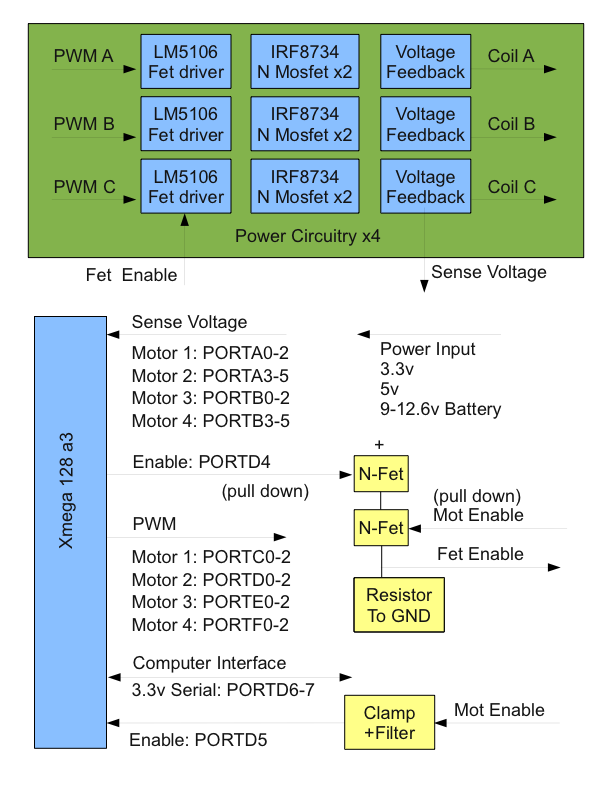 PWM A
LM5106
Fet driver
IRF8734
N Mosfet x2
Voltage
Feedback
Coil A
PWM B
LM5106
Fet driver
IRF8734
N Mosfet x2
Voltage
Feedback
Coil B
PWM C
LM5106
Fet driver
IRF8734
N Mosfet x2
Voltage
Feedback
Coil C
Power Circuitry x4
Fet  Enable
Sense Voltage
Xmega 128 a3
Sense Voltage
Motor 1: PORTA0-2
Motor 2: PORTA3-5
Motor 3: PORTB0-2
Motor 4: PORTB3-5
Power Input
3.3v
5v
9-12.6v Battery
Enable: PORTD4
(pull down)
+
N-Fet
N-Fet
(pull down)
Mot Enable
Fet Enable
Resistor
To GND
PWM
Motor 1: PORTC0-2
Motor 2: PORTD0-2
Motor 3: PORTE0-2
Motor 4: PORTF0-2
Computer Interface
3.3v Serial: PORTD6-7
Clamp
+Filter
Mot Enable
Enable: PORTD5